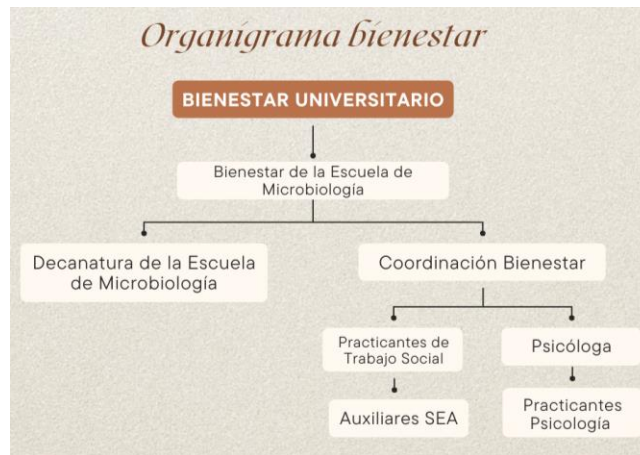 Organigrama bienestar
BIENESTAR UNIVERSITARIO
Bienestar de la Escuela de
Microbiología
Decanatura de la Escuela
de Microbiología
Coordinación Bienestar
Practicantes de
Trabajo Social
Psicóloga
Auxiliares SEA
Practicantes
Psicología